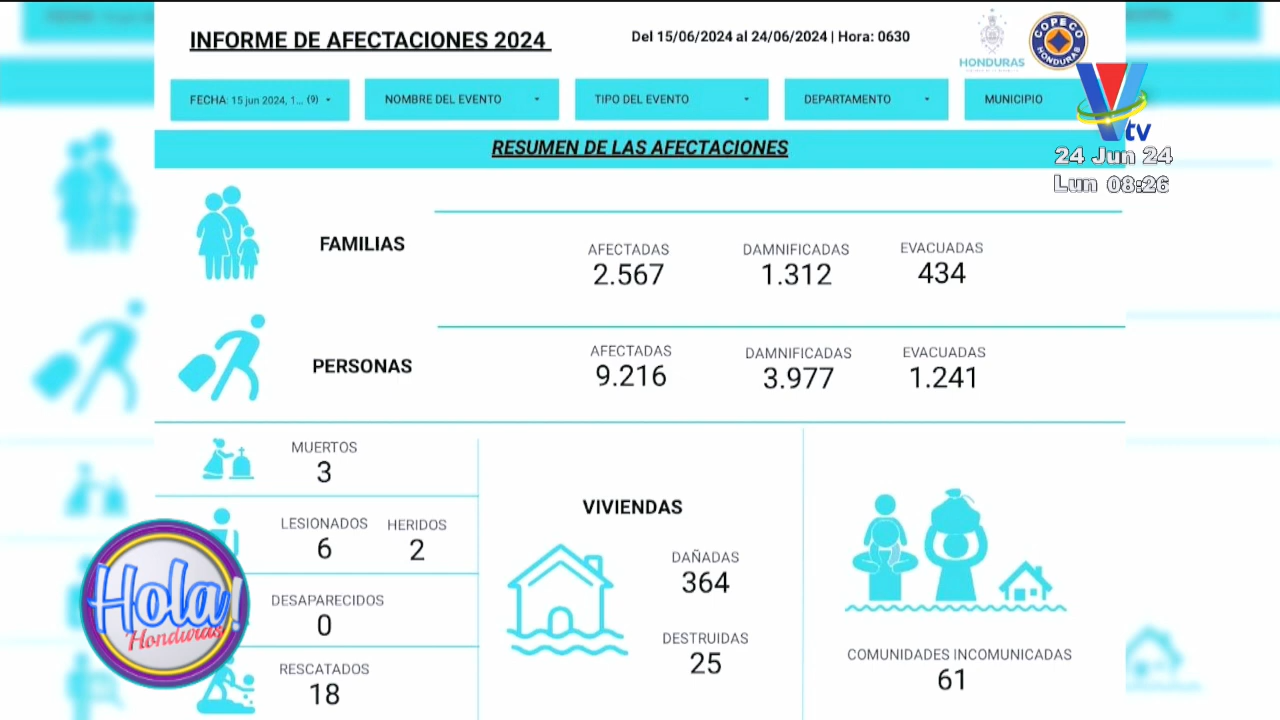 INFORME DE AFECTACIONES 2024
Del 15/06/2024 al 24/06/2024 | Hora: 0630
HONDURAS
COPECO
HONDURAS
FECHA: 15 jun 2024, 1... (9)
NOMBRE DEL EVENTO
TIPO DEL EVENTO
DEPARTAMENTO
MUNICIPIO
Vtv
24 Jun 24
Lun 08:26
RESUMEN DE LAS AFECTACIONES
FAMILIAS
AFECTADAS
2.567
DAMNIFICADAS
1.312
EVACUADAS
434
PERSONAS
AFECTADAS
9.216
DAMNIFICADAS
3.977
EVACUADAS
1.241
MUERTOS
3
LESIONADOS
6
HERIDOS
2
DESAPARECIDOS
0
RESCATADOS
18
VIVIENDAS
DAÑADAS
364
DESTRUIDAS
25
COMUNIDADES INCOMUNICADAS
61
Hola!
Honduras